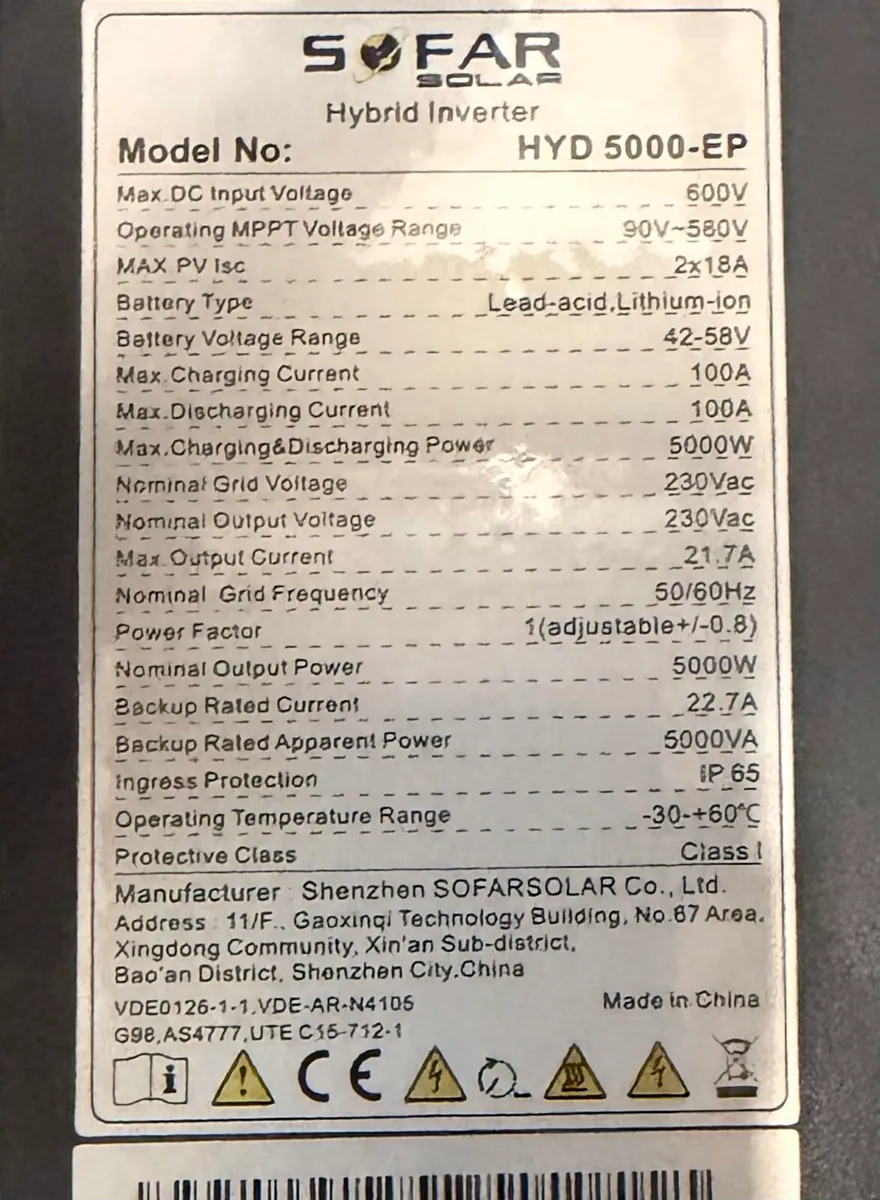 SOFAR
SOLAR
Hybrid Inverter
Model No: HYD 5000-EP
Max.DC Input Voltage 600V
Operating MPPT Voltage Range 90V~580V
MAX PV Isc 2x18A
Battery Type Lead-acid,Lithium-ion
Battery Voltage Range 42-58V
Max.Charging Current 100A
Max.Discharging Current 100A
Max.Charging&Discharging Power 5000W
Nominal Grid Voltage 230Vac
Nominal Output Voltage 230Vac
Max.Output Current 21.7A
Nominal Grid Frequency 50/60Hz
Power Factor 1(adjustable+/-0.8)
Nominal Output Power 5000W
Backup Rated Current 22.7A
Backup Rated Apparent Power 5000VA
Ingress Protection IP 65
Operating Temperature Range -30-+60℃
Protective Class Class I
Manufacturer : Shenzhen SOFARSOLAR Co., Ltd.
Address : 11/F., Gaoxinqi Technology Building, No.67 Area,
Xingdong Community, Xin'an Sub-district,
Bao'an District, Shenzhen City,China
VDE0126-1-1,VDE-AR-N4105 Made in China
G98,AS4777,UTE C15-712-1
i
CE